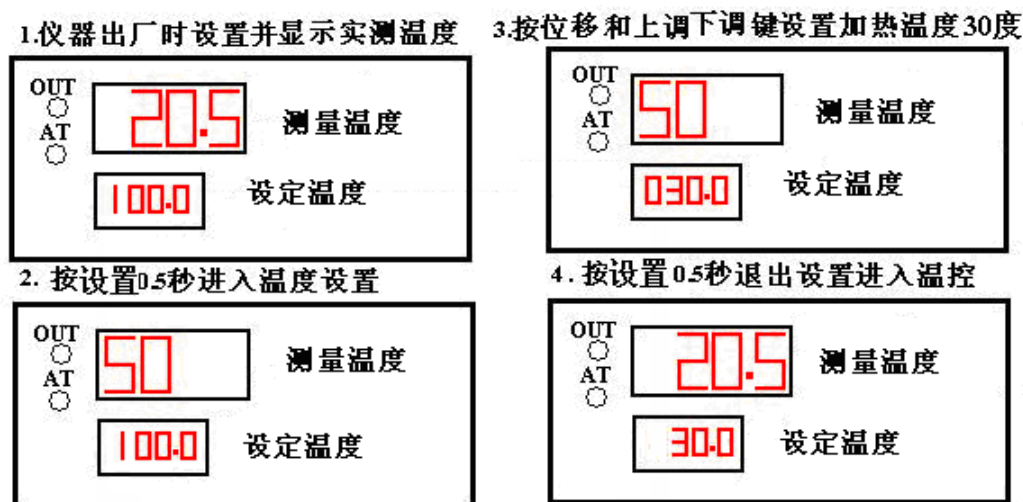 1.仪器出厂时设置并显示实测温度
OUT
AT
20.5
测量温度
100.0
设定温度
2. 按设置0.5秒进入温度设置
OUT
AT
SO
测量温度
100.0
设定温度
3.按位移和上调下调键设置加热温度30度
OUT
AT
SO
测量温度
030.0
设定温度
4.按设置0.5秒退出设置进入温控
OUT
AT
20.5
测量温度
30.0
设定温度